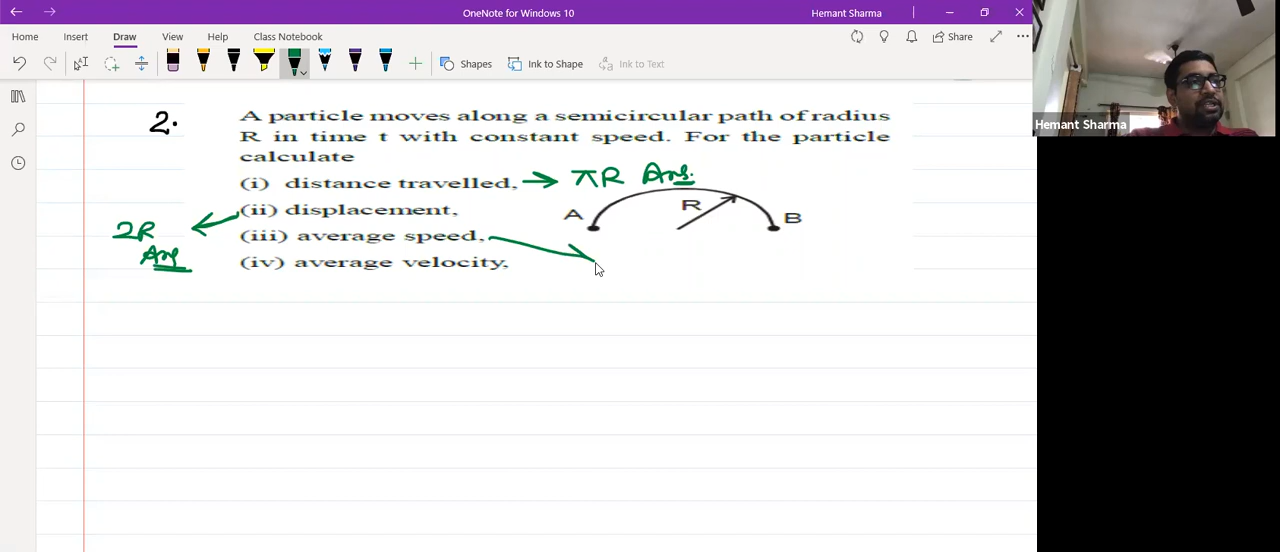 OneNote for Windows 10
Hemant Sharma
Home Insert Draw View Help Class Notebook
Share
Shapes
Ink to Shape
Ink to Text
Hemant Sharma
2.
A particle moves along a semicircular path of radius
R in time t with constant speed. For the particle
calculate
(i) distance travelled, → πR Ans.
(ii) displacement,
2R
Ans
(iii) average speed,
(iv) average velocity,
A
R
B